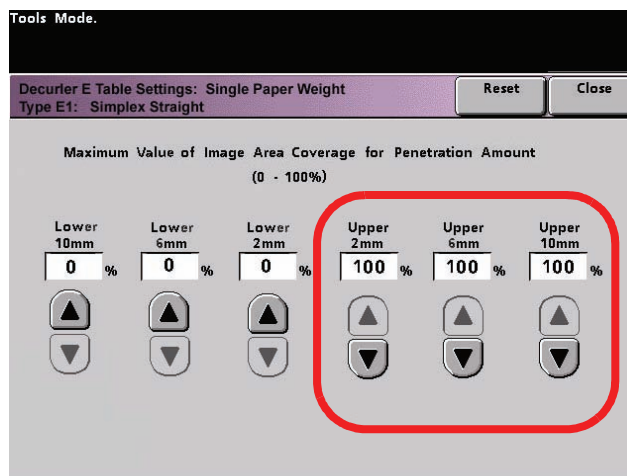 Tools Mode.
Decurler E Table Settings: Single Paper Weight
Type E1: Simplex Straight
Reset
Close
Maximum Value of Image Area Coverage for Penetration Amount
(0 - 100%)
Lower
10mm
0 %
Lower
6mm
0 %
Lower
2mm
0 %
Upper
2mm
100 %
Upper
6mm
100 %
Upper
10mm
100 %